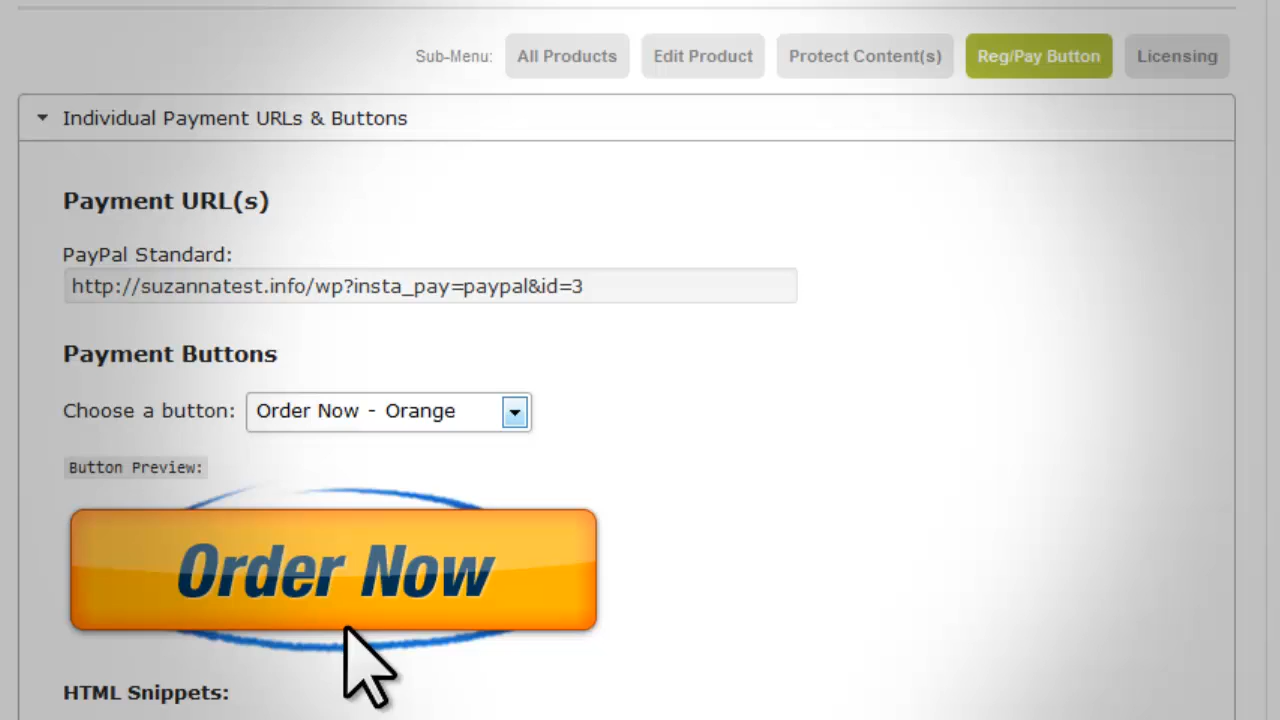 Sub-Menu: All Products Edit Product Protect Content(s) Reg/Pay Button Licensing
Individual Payment URLs & Buttons
Payment URL(s)
PayPal Standard:
http://suzannatest.info/wp?insta_pay=paypal&id=3
Payment Buttons
Choose a button: Order Now - Orange
Button Preview:
Order Now
HTML Snippets: